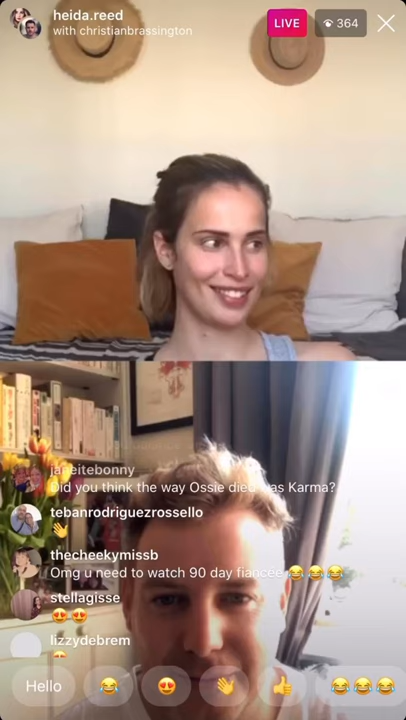 heida.reed
with christianbrassington
LIVE
364
janeitebonny
Did you think the way Ossie died was Karma?
tebanrodriguezrossello
👋
thecheekymissb
Omg u need to watch 90 day fiancée 😂😂😂
stellagisse
😍😍
lizzydebrem
Hello 😂 😍 👋 👍 😂😂😂